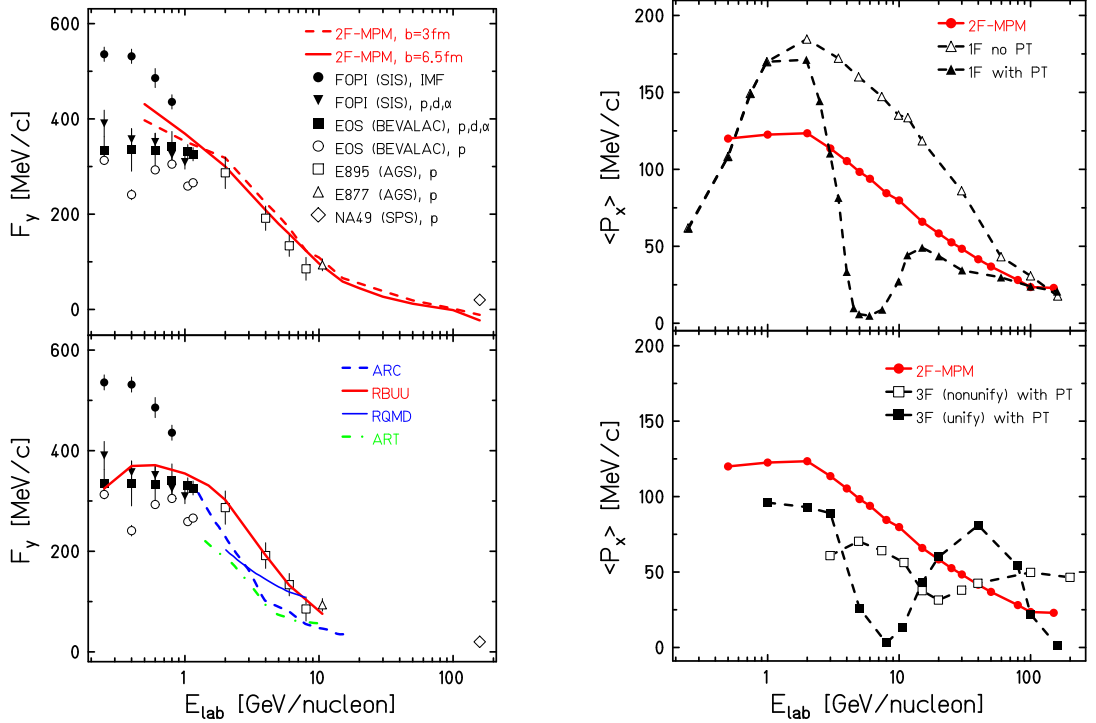 600
400
200
0
F_y [MeV/c]
2F-MPM, b=3fm
2F-MPM, b=6.5fm
FOPI (SIS), IMF
FOPI (SIS), p,d,α
EOS (BEVALAC), p,d,α
EOS (BEVALAC), p
E895 (AGS), p
E877 (AGS), p
NA49 (SPS), p
600
400
200
0
F_y [MeV/c]
ARC
RBUU
RQMD
ART
1
10
100
E_lab [GeV/nucleon]
200
150
100
50
0
<P_x> [MeV/c]
2F-MPM
1F no PT
1F with PT
200
150
100
50
0
<P_x> [MeV/c]
2F-MPM
3F (nonunify) with PT
3F (unify) with PT
1
10
100
E_lab [GeV/nucleon]